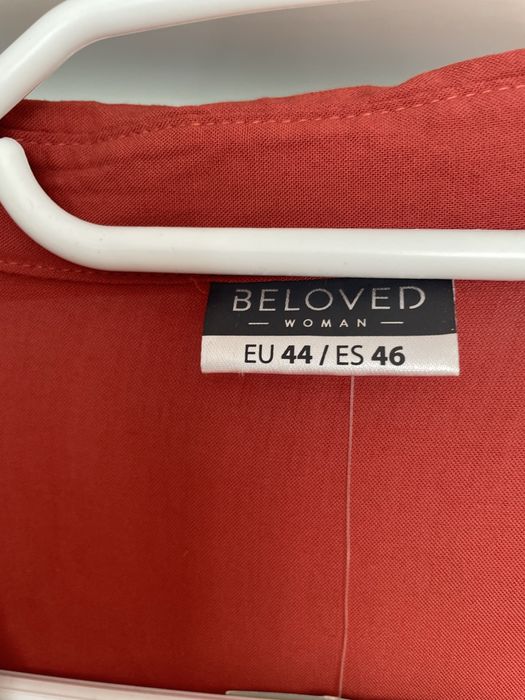 BELOVED
— WOMAN —
EU 44 / ES 46